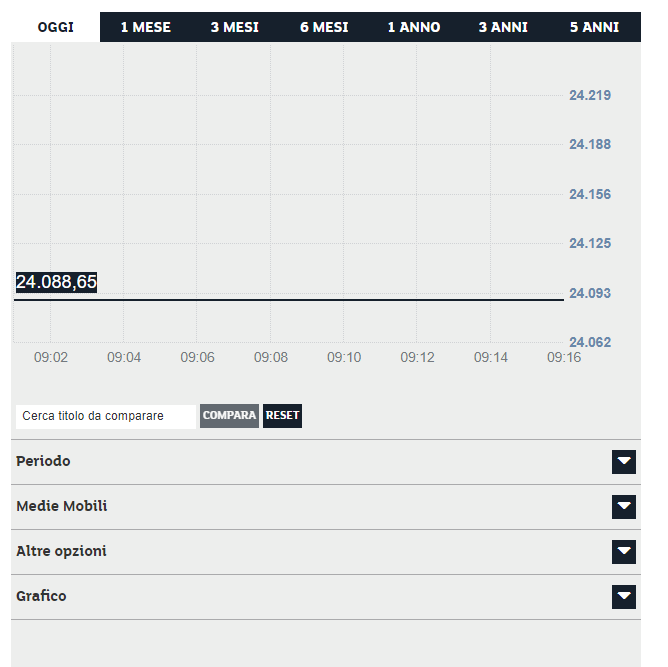 OGGI 1 MESE 3 MESI 6 MESI 1 ANNO 3 ANNI 5 ANNI
24.219
24.188
24.156
24.125
24.088,65
24.093
24.062
09:02 09:04 09:06 09:08 09:10 09:12 09:14 09:16
Cerca titolo da comparare COMPARA RESET
Periodo
Medie Mobili
Altre opzioni
Grafico